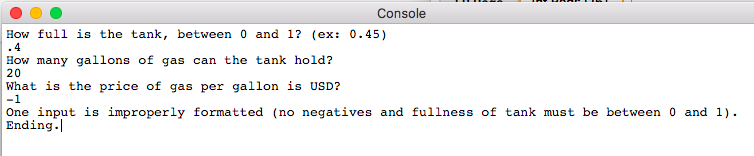 Console
How full is the tank, between 0 and 1? (ex: 0.45)
.4
How many gallons of gas can the tank hold?
20
What is the price of gas per gallon is USD?
-1
One input is improperly formatted (no negatives and fullness of tank must be between 0 and 1).
Ending.